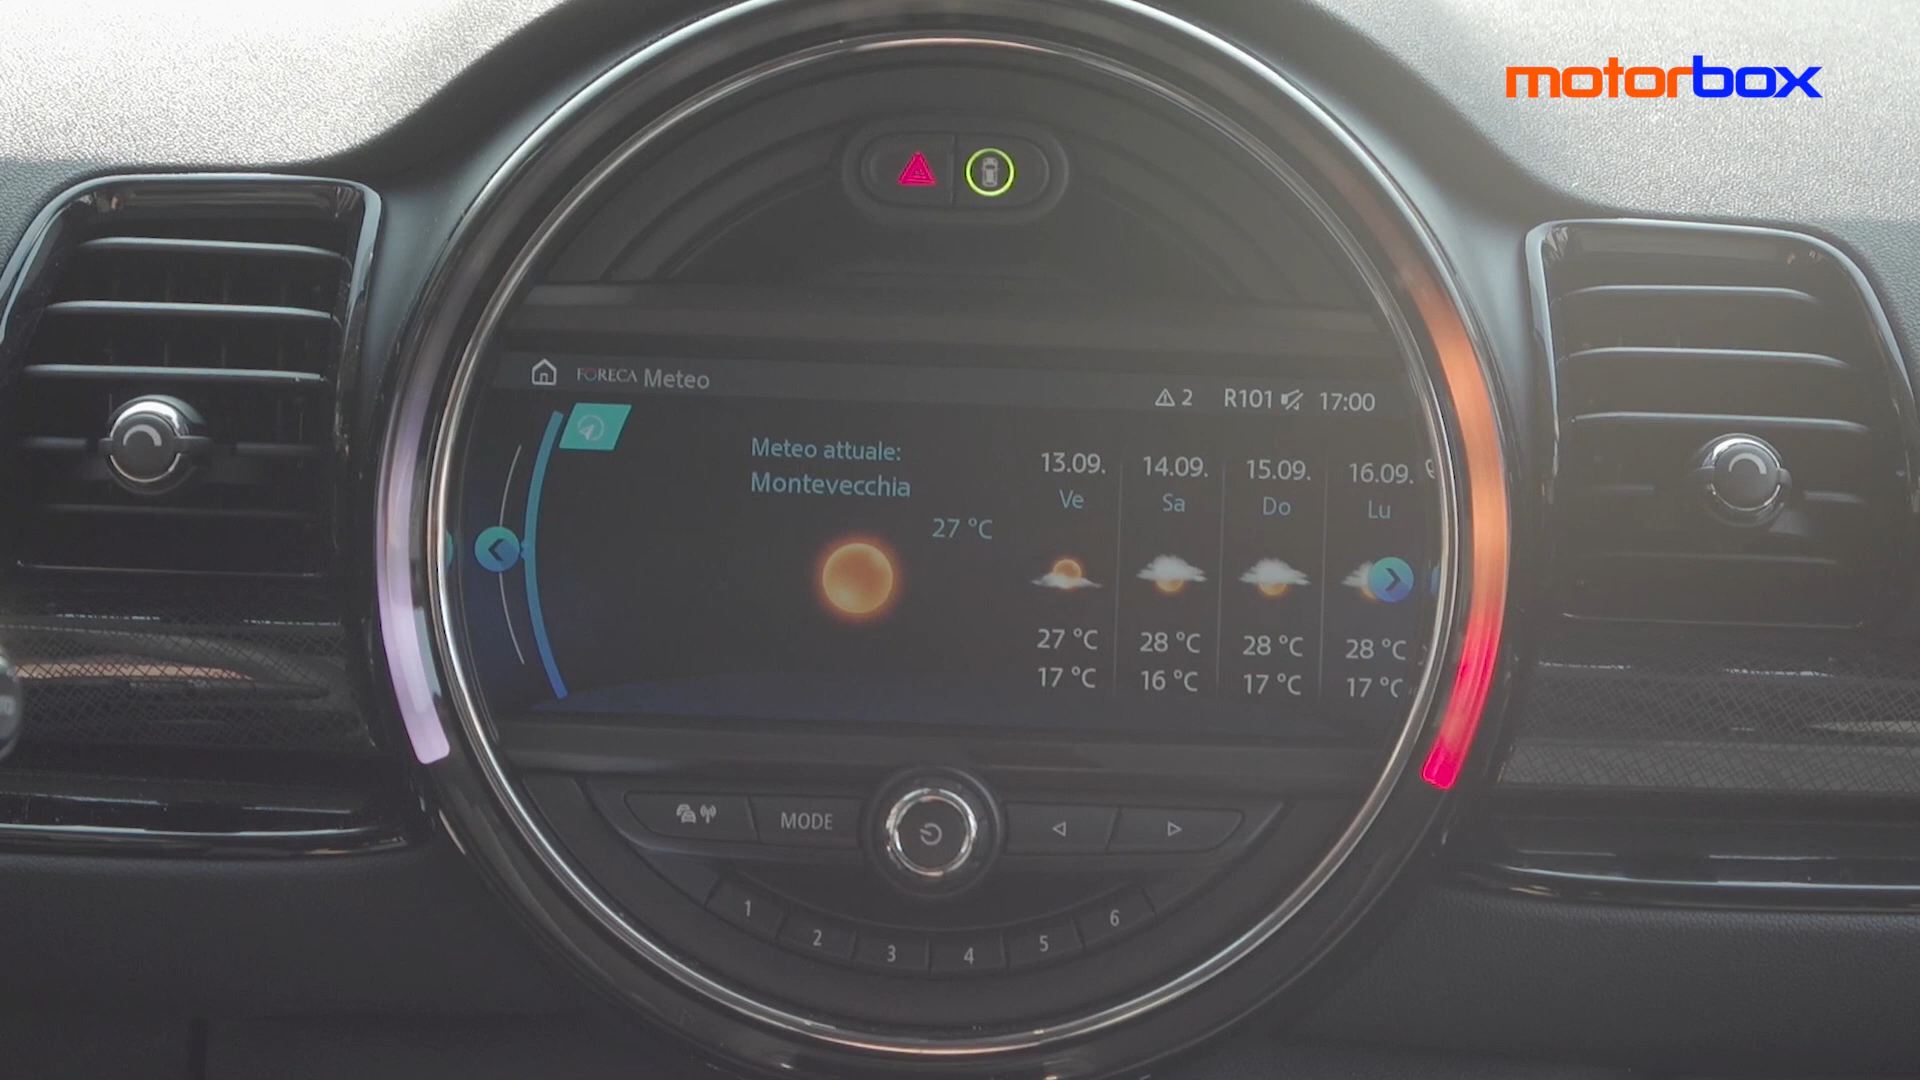 motorbox
FORECA Meteo
2 R101 17:00
Meteo attuale:
Montevecchia
27 °C
13.09. 14.09. 15.09. 16.09.
Ve Sa Do Lu
27 °C 28 °C 28 °C 28 °C
17 °C 16 °C 17 °C 17 °C
MODE
1 2 3 4 5 6